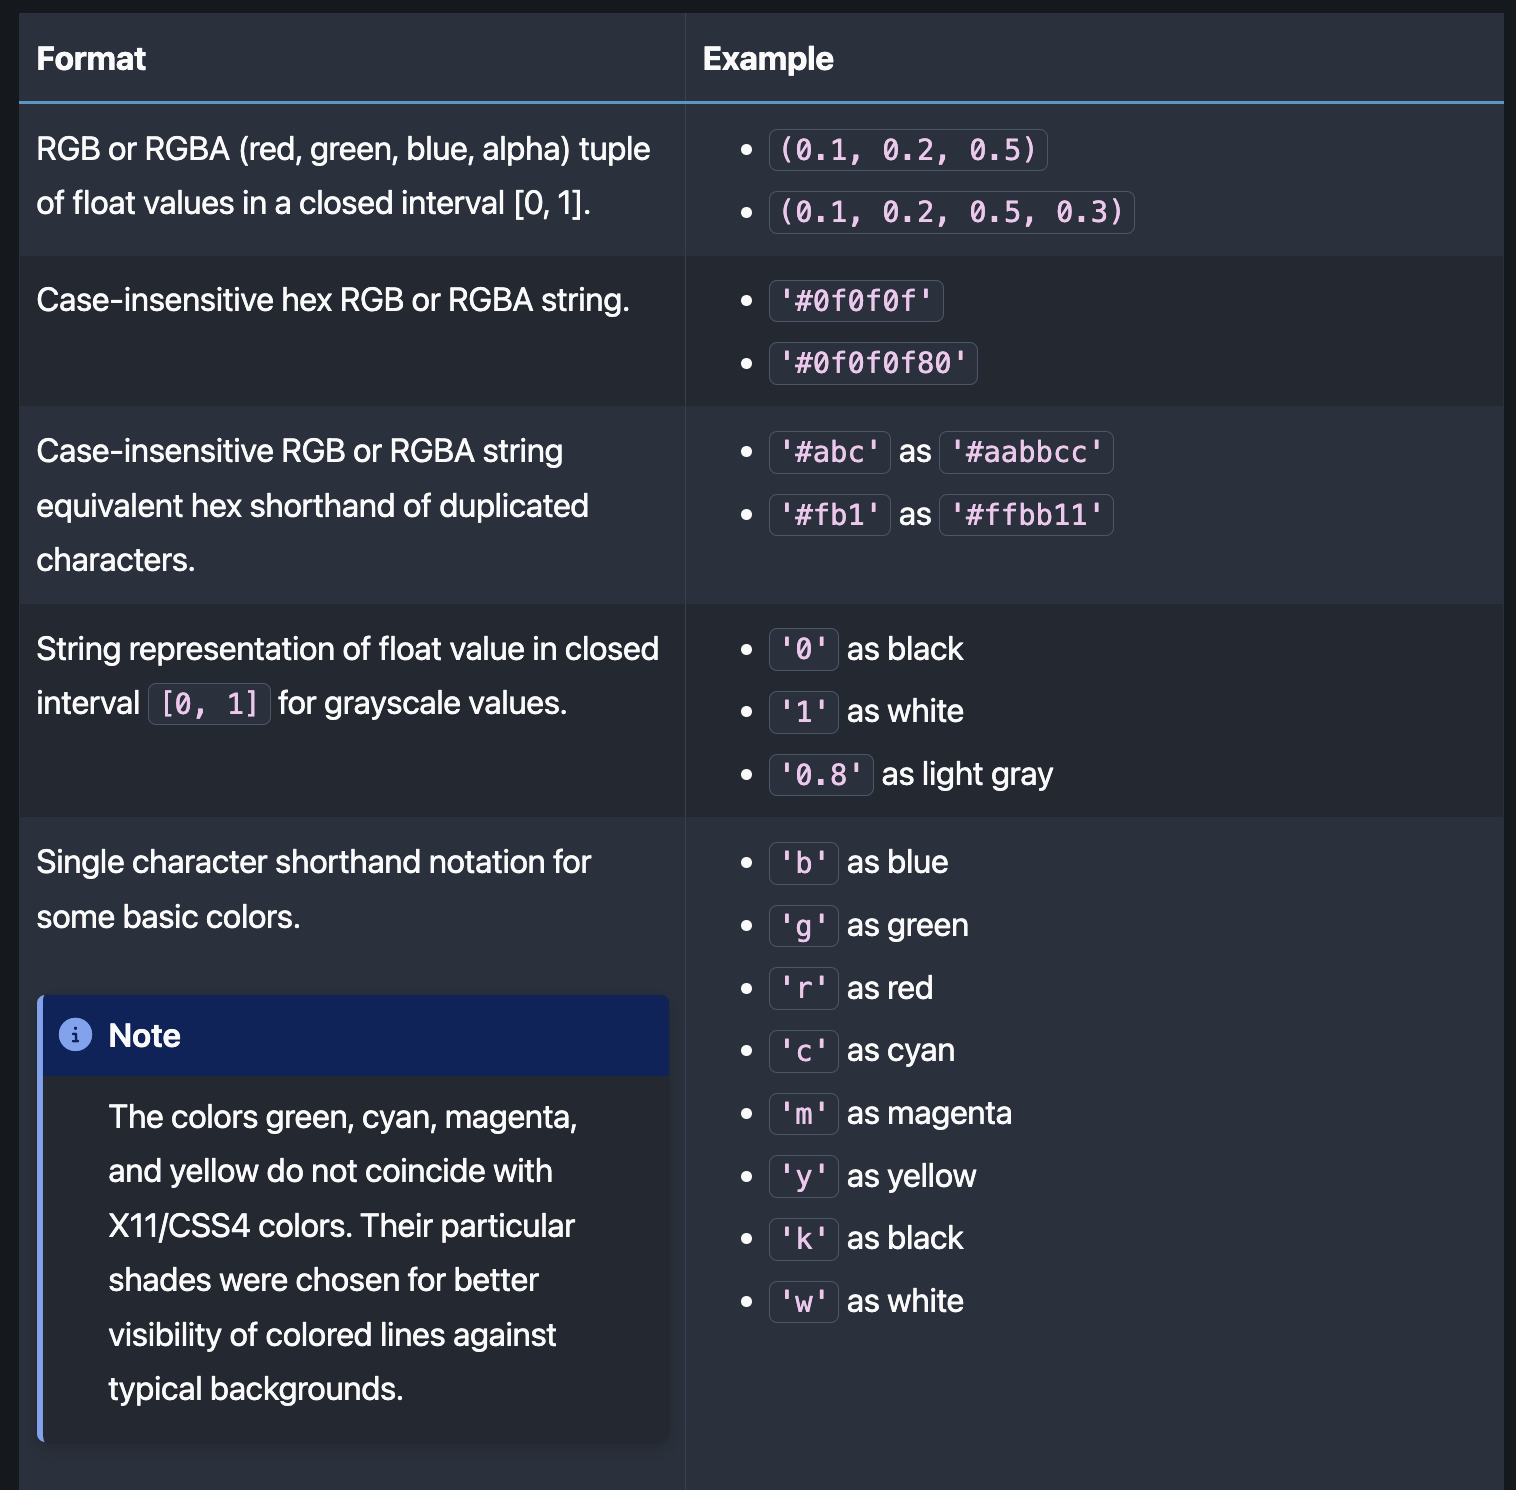 Format
Example
RGB or RGBA (red, green, blue, alpha) tuple
of float values in a closed interval [0, 1].
(0.1, 0.2, 0.5)
(0.1, 0.2, 0.5, 0.3)
Case-insensitive hex RGB or RGBA string.
'#0f0f0f'
'#0f0f0f80'
Case-insensitive RGB or RGBA string
equivalent hex shorthand of duplicated
characters.
'#abc' as '#aabbcc'
'#fb1' as '#ffbb11'
String representation of float value in closed
interval [0, 1] for grayscale values.
'0' as black
'1' as white
'0.8' as light gray
Single character shorthand notation for
some basic colors.
Note
The colors green, cyan, magenta,
and yellow do not coincide with
X11/CSS4 colors. Their particular
shades were chosen for better
visibility of colored lines against
typical backgrounds.
'b' as blue
'g' as green
'r' as red
'c' as cyan
'm' as magenta
'y' as yellow
'k' as black
'w' as white